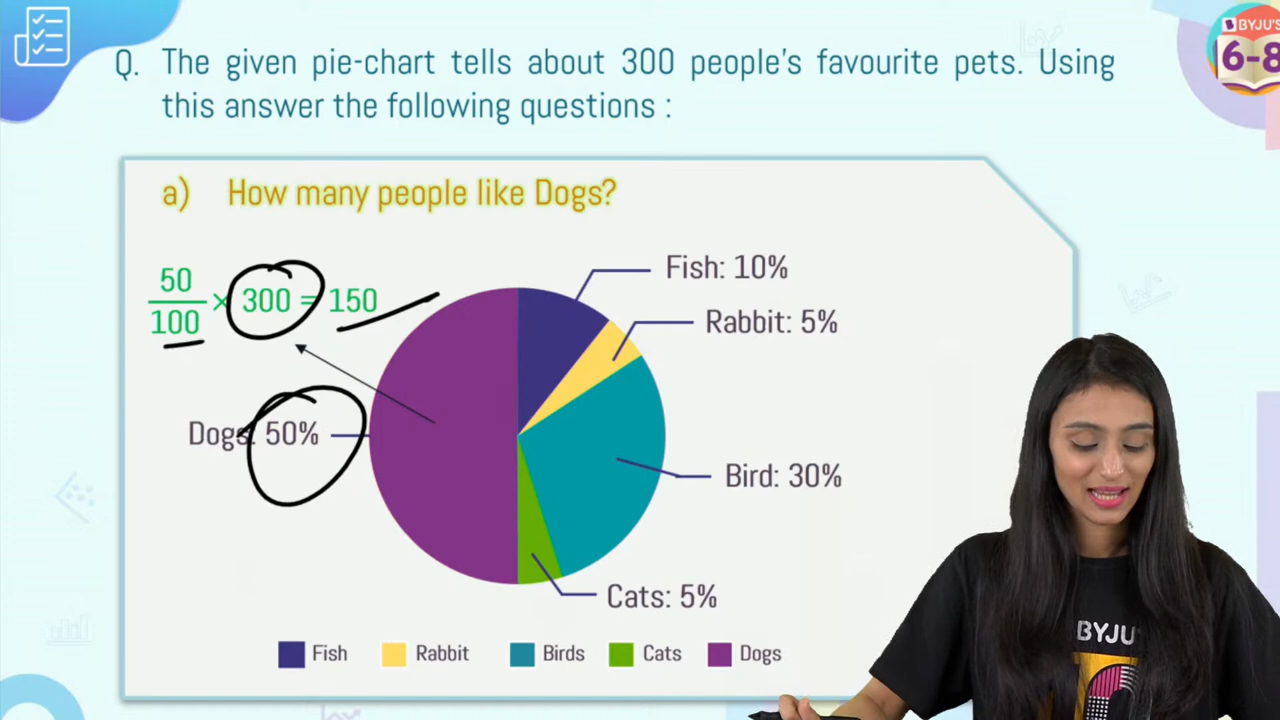 Q. The given pie-chart tells about 300 people's favourite pets. Using
this answer the following questions :
BYJU'S
6-8
a) How many people like Dogs?
50
100
× 300 = 150
Fish: 10%
Rabbit: 5%
Dogs: 50%
Bird: 30%
Cats: 5%
Fish Rabbit Birds Cats Dogs
BYJU